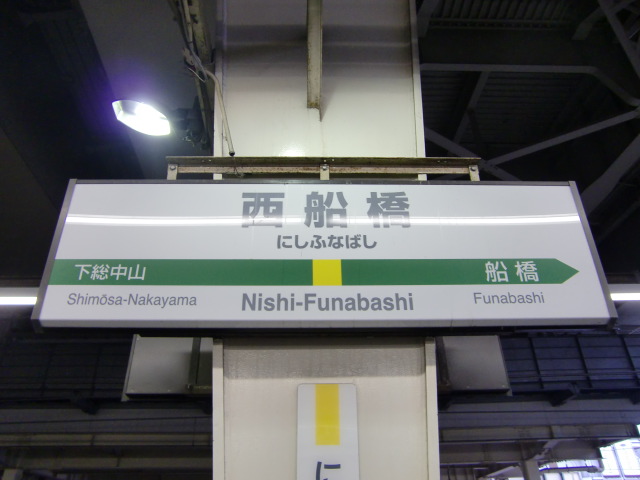 西船橋
にしふなばし
下総中山 船橋
Shimōsa-Nakayama Nishi-Funabashi Funabashi
に